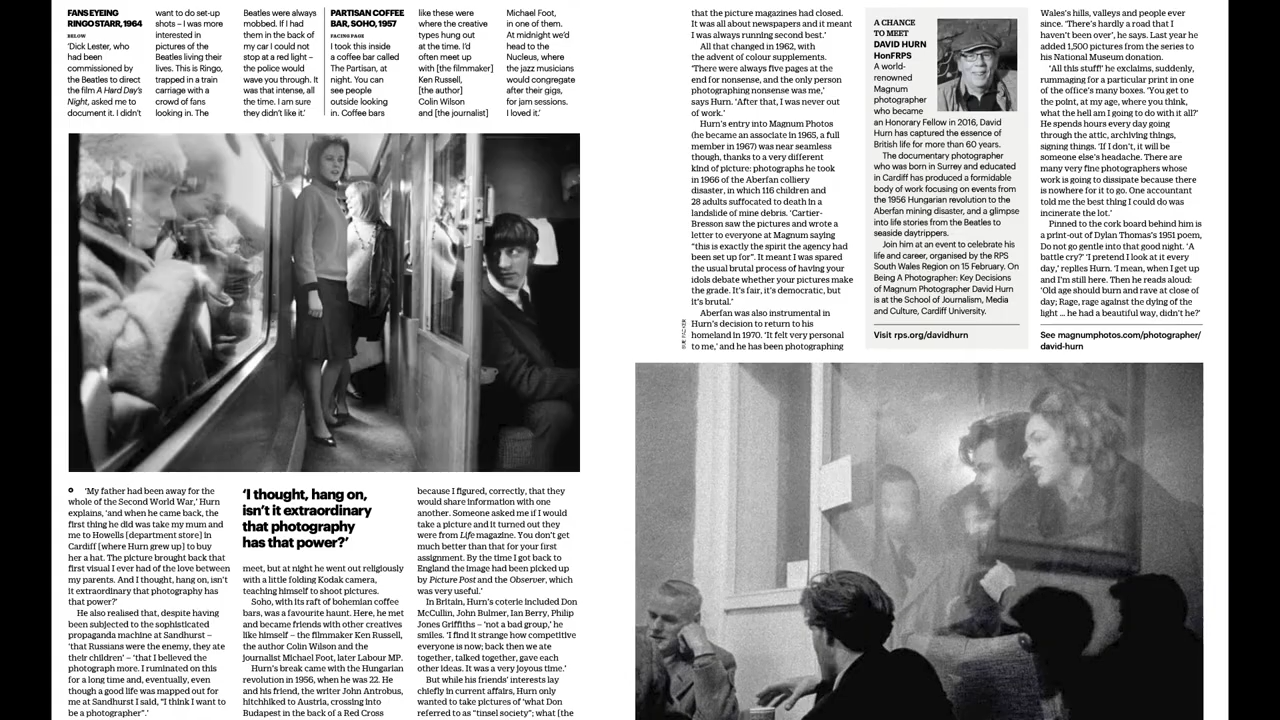 FANS EYEING
RINGO STARR, 1964
BELOW
'Dick Lester, who
had been
commissioned by
the Beatles to direct
the film A Hard Day's
Night, asked me to
document it. I didn't
want to do set-up
shots – I was more
interested in
pictures of the
Beatles living their
lives. This is Ringo,
trapped in a train
carriage with a
crowd of fans
looking in. The
Beatles were always
mobbed. If I had
them in the back of
my car I could not
stop at a red light –
the police would
wave you through. It
was that intense, all
the time. I am sure
they didn't like it.'
PARTISAN COFFEE
BAR, SOHO, 1957
FACING PAGE
I took this inside
a coffee bar called
The Partisan, at
night. You can
see people
outside looking
in. Coffee bars
like these were
where the creative
types hung out
at the time. I'd
often meet up
with [the filmmaker]
Ken Russell,
[the author]
Colin Wilson
and [the journalist]
Michael Foot,
in one of them.
At midnight we'd
head to the
Nucleus, where
the jazz musicians
would congregate
after their gigs,
for jam sessions.
I loved it.'
'My father had been away for the
whole of the Second World War,' Hurn
explains, 'and when he came back, the
first thing he did was take my mum and
me to Howells [department store] in
Cardiff [where Hurn grew up] to buy
her a hat. The picture brought back that
first visual I ever had of the love between
my parents. And I thought, hang on, isn't
it extraordinary that photography has
that power?'
He also realised that, despite having
been subjected to the sophisticated
propaganda machine at Sandhurst –
'that Russians were the enemy, they ate
their children' – 'that I believed the
photograph more. I ruminated on this
for a long time and, eventually, even
though a good life was mapped out for
me at Sandhurst I said, "I think I want to
be a photographer".'
'I thought, hang on,
isn't it extraordinary
that photography
has that power?'
meet, but at night he went out religiously
with a little folding Kodak camera,
teaching himself to shoot pictures.
Soho, with its raft of bohemian coffee
bars, was a favourite haunt. Here, he met
and became friends with other creatives
like himself – the filmmaker Ken Russell,
the author Colin Wilson and the
journalist Michael Foot, later Labour MP.
Hurn's break came with the Hungarian
revolution in 1956, when he was 22. He
and his friend, the writer John Antrobus,
hitchhiked to Austria, crossing into
Budapest in the back of a Red Cross
because I figured, correctly, that they
would share information with one
another. Someone asked me if I would
take a picture and it turned out they
were from Life magazine. You don't get
much better than that for your first
assignment. By the time I got back to
England the image had been picked up
by Picture Post and the Observer, which
was very useful.'
In Britain, Hurn's coterie included Don
McCullin, John Bulmer, Ian Berry, Philip
Jones Griffiths – 'not a bad group,' he
smiles. 'I find it strange how competitive
everyone is now; back then we ate
together, talked together, gave each
other ideas. It was a very joyous time.'
But while his friends' interests lay
chiefly in current affairs, Hurn only
wanted to take pictures of 'what Don
referred to as "tinsel society"; what [the
that the picture magazines had closed.
It was all about newspapers and it meant
I was always running second best.'
All that changed in 1962, with
the advent of colour supplements.
'There were always five pages at the
end for nonsense, and the only person
photographing nonsense was me,'
says Hurn. 'After that, I was never out
of work.'
Hurn's entry into Magnum Photos
(he became an associate in 1965, a full
member in 1967) was near seamless
though, thanks to a very different
kind of picture: photographs he took
in 1966 of the Aberfan colliery
disaster, in which 116 children and
28 adults suffocated to death in a
landslide of mine debris. 'Cartier-
Bresson saw the pictures and wrote a
letter to everyone at Magnum saying
"this is exactly the spirit the agency had
been set up for". It meant I was spared
the usual brutal process of having your
idols debate whether your pictures make
the grade. It's fair, it's democratic, but
it's brutal.'
Aberfan was also instrumental in
Hurn's decision to return to his
homeland in 1970. 'It felt very personal
to me,' and he has been photographing
SUE PACKER
A CHANCE
TO MEET
DAVID HURN
HonFRPS
A world-
renowned
Magnum
photographer
who became
an Honorary Fellow in 2016, David
Hurn has captured the essence of
British life for more than 60 years.
The documentary photographer
who was born in Surrey and educated
in Cardiff has produced a formidable
body of work focusing on events from
the 1956 Hungarian revolution to the
Aberfan mining disaster, and a glimpse
into life stories from the Beatles to
seaside daytrippers.
Join him at an event to celebrate his
life and career, organised by the RPS
South Wales Region on 15 February. On
Being A Photographer: Key Decisions
of Magnum Photographer David Hurn
is at the School of Journalism, Media
and Culture, Cardiff University.
Visit rps.org/davidhurn
Wales's hills, valleys and people ever
since. 'There's hardly a road that I
haven't been over', he says. Last year he
added 1,500 pictures from the series to
his National Museum donation.
'All this stuff!' he exclaims, suddenly,
rummaging for a particular print in one
of the office's many boxes. 'You get to
the point, at my age, where you think,
what the hell am I going to do with it all?'
He spends hours every day going
through the attic, archiving things,
signing things. 'If I don't, it will be
someone else's headache. There are
many very fine photographers whose
work is going to dissipate because there
is nowhere for it to go. One accountant
told me the best thing I could do was
incinerate the lot.'
Pinned to the cork board behind him is
a print-out of Dylan Thomas's 1951 poem,
Do not go gentle into that good night. 'A
battle cry?' 'I pretend I look at it every
day,' replies Hurn. 'I mean, when I get up
and I'm still here. Then he reads aloud:
'Old age should burn and rave at close of
day; Rage, rage against the dying of the
light ... he had a beautiful way, didn't he?'
See magnumphotos.com/photographer/
david-hurn